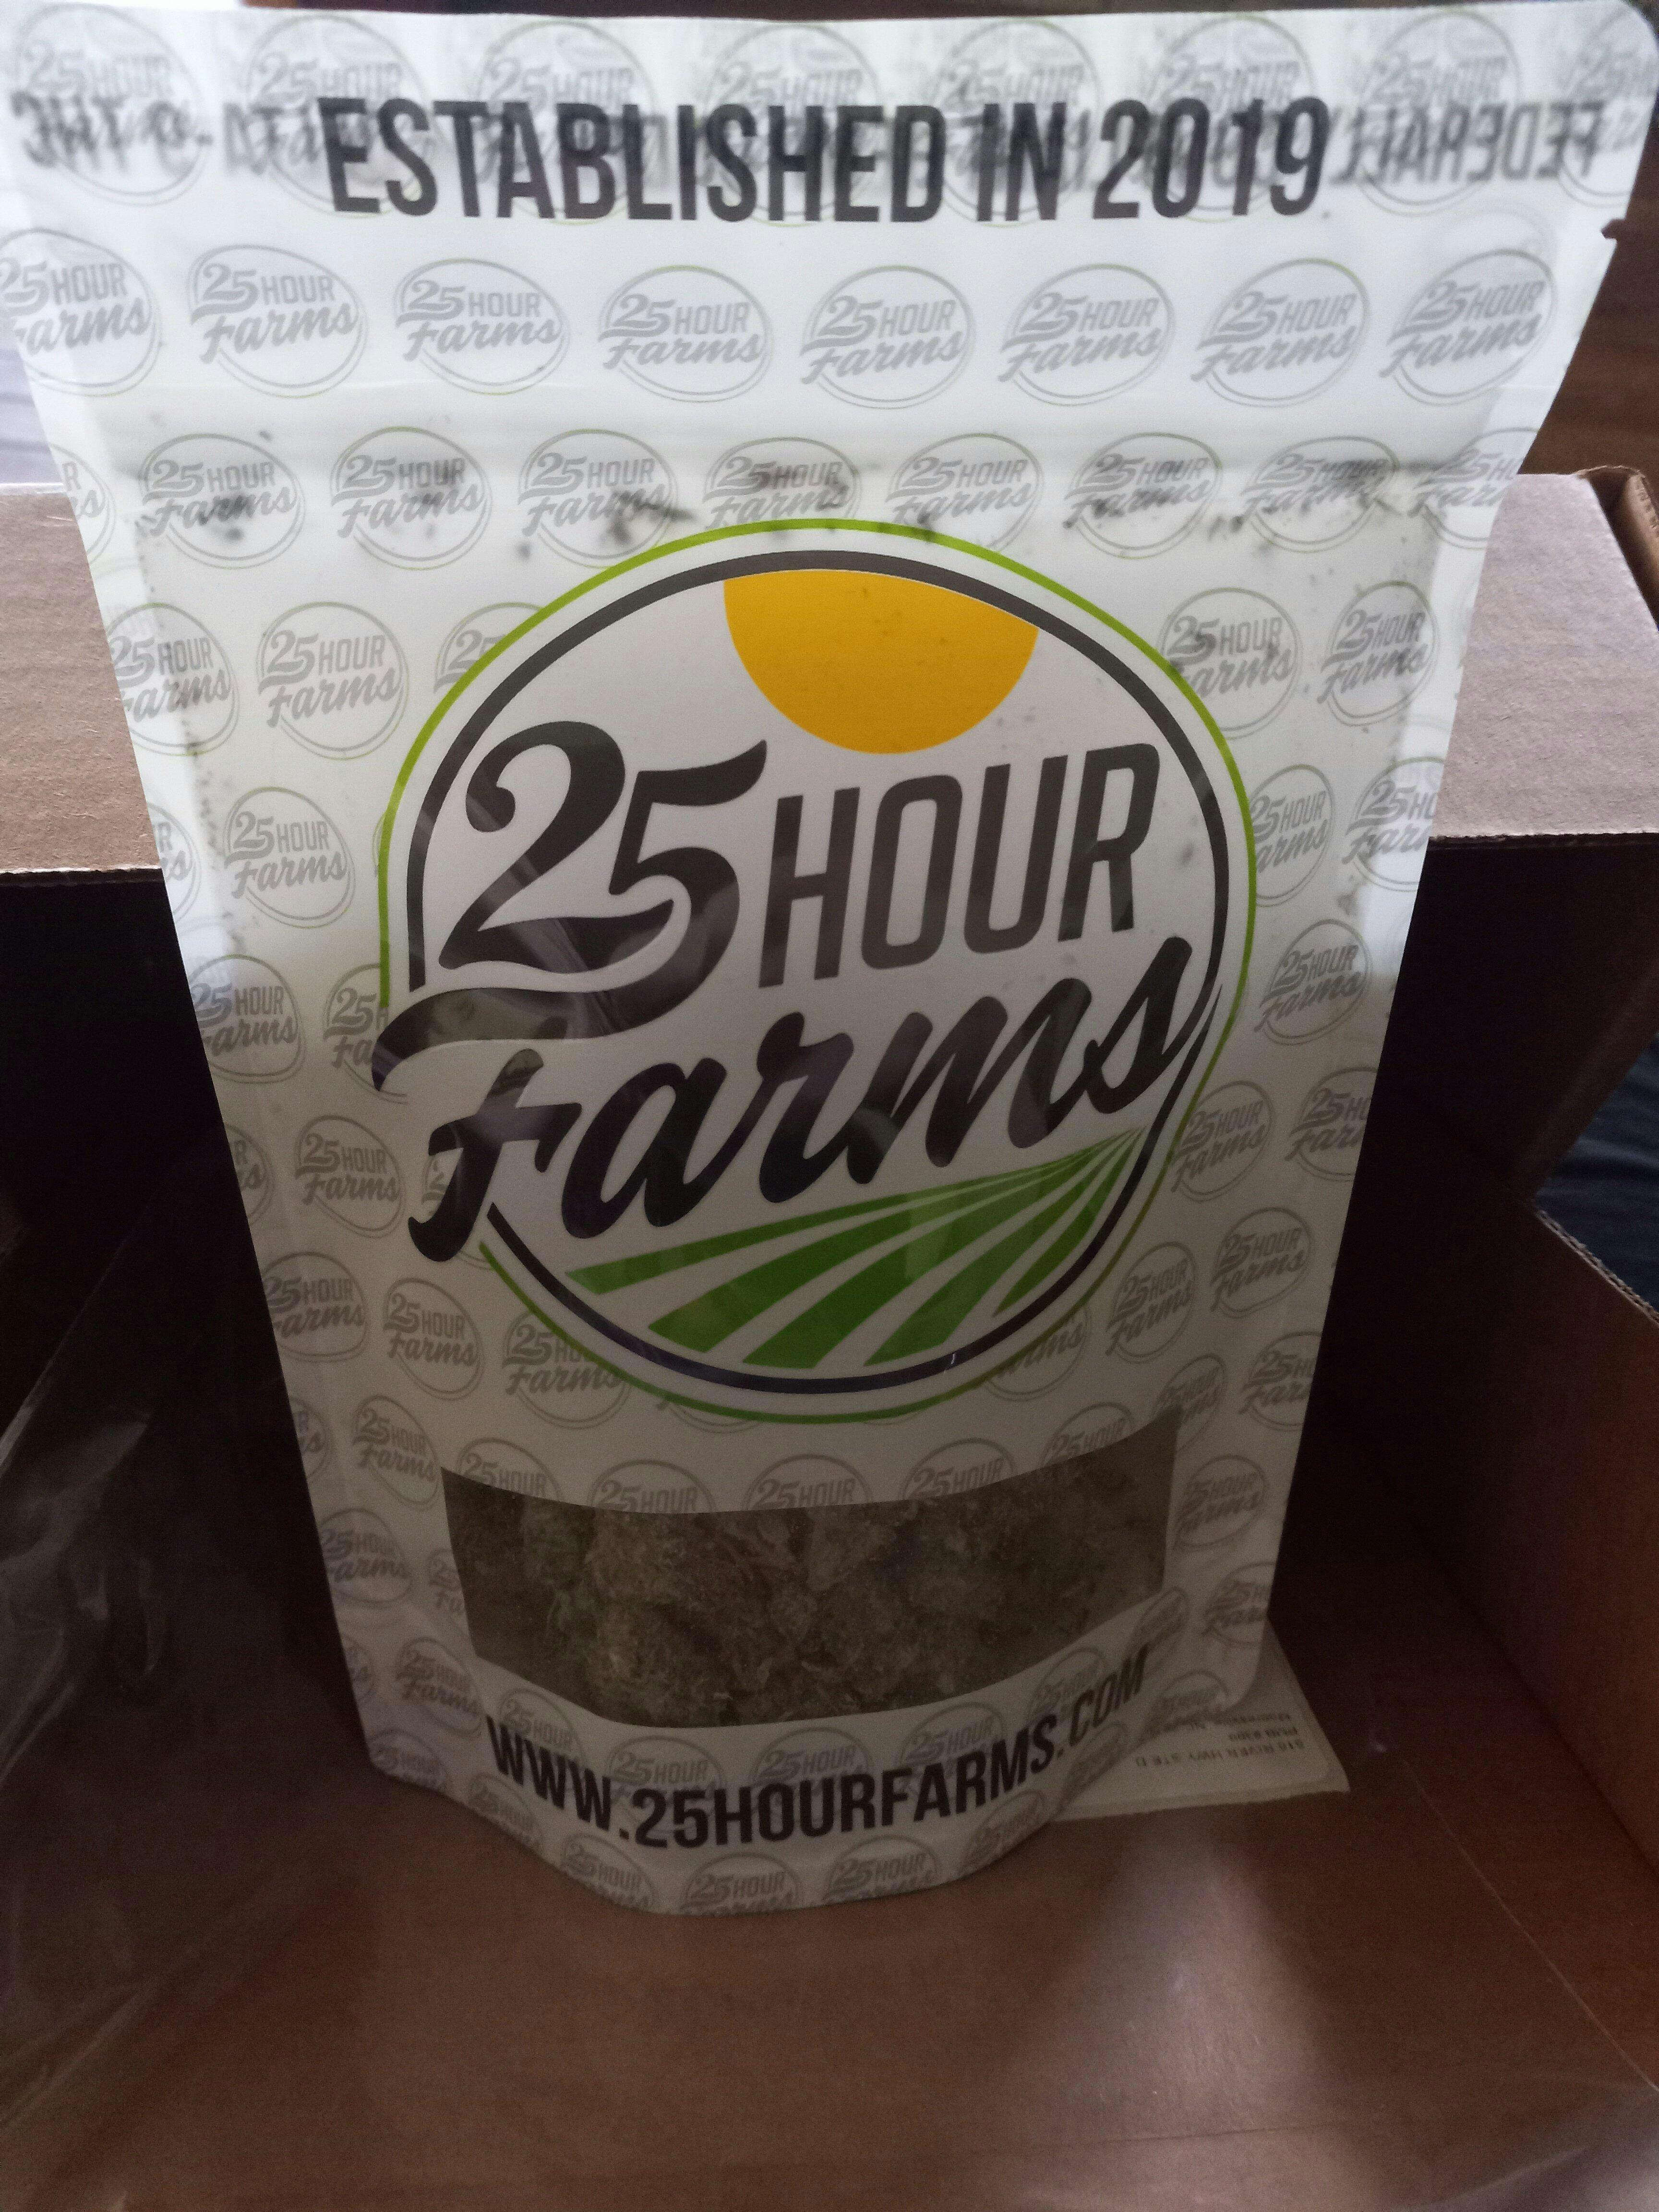 ESTABLISHED IN 2019
25 HOUR
Farms
WWW.25HOURFARMS.COM